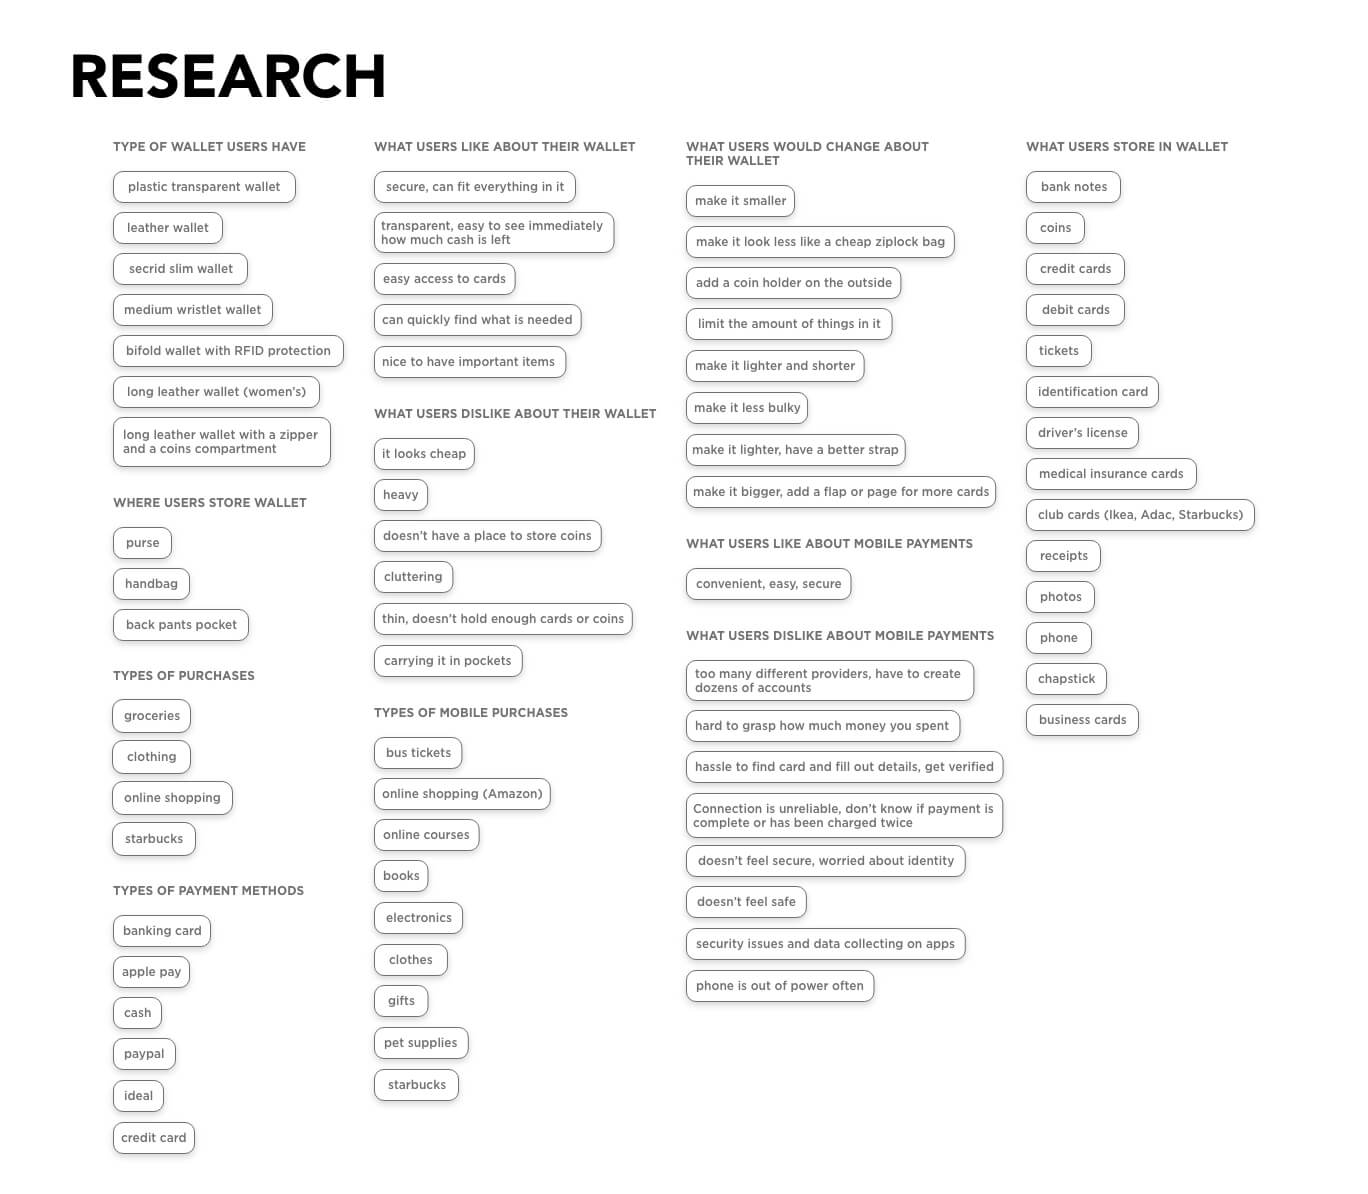 RESEARCH
TYPE OF WALLET USERS HAVE
plastic transparent wallet
leather wallet
secrid slim wallet
medium wristlet wallet
bifold wallet with RFID protection
long leather wallet (women's)
long leather wallet with a zipper
and a coins compartment
WHERE USERS STORE WALLET
purse
handbag
back pants pocket
TYPES OF PURCHASES
groceries
clothing
online shopping
starbucks
TYPES OF PAYMENT METHODS
banking card
apple pay
cash
paypal
ideal
credit card
WHAT USERS LIKE ABOUT THEIR WALLET
secure, can fit everything in it
transparent, easy to see immediately
how much cash is left
easy access to cards
can quickly find what is needed
nice to have important items
WHAT USERS DISLIKE ABOUT THEIR WALLET
it looks cheap
heavy
doesn't have a place to store coins
cluttering
thin, doesn't hold enough cards or coins
carrying it in pockets
TYPES OF MOBILE PURCHASES
bus tickets
online shopping (Amazon)
online courses
books
electronics
clothes
gifts
pet supplies
starbucks
WHAT USERS WOULD CHANGE ABOUT
THEIR WALLET
make it smaller
make it look less like a cheap ziplock bag
add a coin holder on the outside
limit the amount of things in it
make it lighter and shorter
make it less bulky
make it lighter, have a better strap
make it bigger, add a flap or page for more cards
WHAT USERS LIKE ABOUT MOBILE PAYMENTS
convenient, easy, secure
WHAT USERS DISLIKE ABOUT MOBILE PAYMENTS
too many different providers, have to create
dozens of accounts
hard to grasp how much money you spent
hassle to find card and fill out details, get verified
Connection is unreliable, don't know if payment is
complete or has been charged twice
doesn't feel secure, worried about identity
doesn't feel safe
security issues and data collecting on apps
phone is out of power often
WHAT USERS STORE IN WALLET
bank notes
coins
credit cards
debit cards
tickets
identification card
driver's license
medical insurance cards
club cards (Ikea, Adac, Starbucks)
receipts
photos
phone
chapstick
business cards